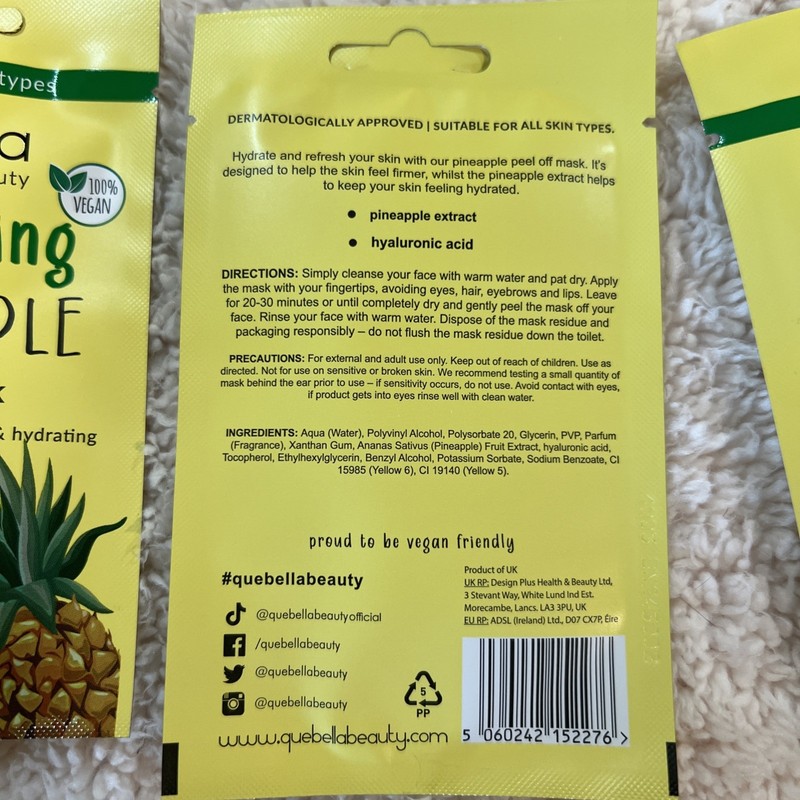 types
a
uty
100%
VEGAN
ing
PLE
k
& hydrating
DERMATOLOGICALLY APPROVED | SUITABLE FOR ALL SKIN TYPES.
Hydrate and refresh your skin with our pineapple peel off mask. It's
designed to help the skin feel firmer, whilst the pineapple extract helps
to keep your skin feeling hydrated.
● pineapple extract
● hyaluronic acid
DIRECTIONS: Simply cleanse your face with warm water and pat dry. Apply
the mask with your fingertips, avoiding eyes, hair, eyebrows and lips. Leave
for 20-30 minutes or until completely dry and gently peel the mask off your
face. Rinse your face with warm water. Dispose of the mask residue and
packaging responsibly – do not flush the mask residue down the toilet.
PRECAUTIONS: For external and adult use only. Keep out of reach of children. Use as
directed. Not for use on sensitive or broken skin. We recommend testing a small quantity of
mask behind the ear prior to use – if sensitivity occurs, do not use. Avoid contact with eyes,
if product gets into eyes rinse well with clean water.
INGREDIENTS: Aqua (Water), Polyvinyl Alcohol, Polysorbate 20, Glycerin, PVP, Parfum
(Fragrance), Xanthan Gum, Ananas Sativus (Pineapple) Fruit Extract, hyaluronic acid,
Tocopherol, Ethylhexylglycerin, Benzyl Alcohol, Potassium Sorbate, Sodium Benzoate, CI
15985 (Yellow 6), CI 19140 (Yellow 5).
proud to be vegan friendly
#quebellabeauty
@quebellabeautyofficial
/quebellabeauty
@quebellabeauty
@quebellabeauty
www.quebellabeauty.com
5
PP
Product of UK
UK RP: Design Plus Health & Beauty Ltd,
3 Stevant Way, White Lund Ind Est.
Morecambe, Lancs. LA3 3PU, UK
EU RP: ADSL (Ireland) Ltd., D07 CX7P, Éire
5 060242 152276 >